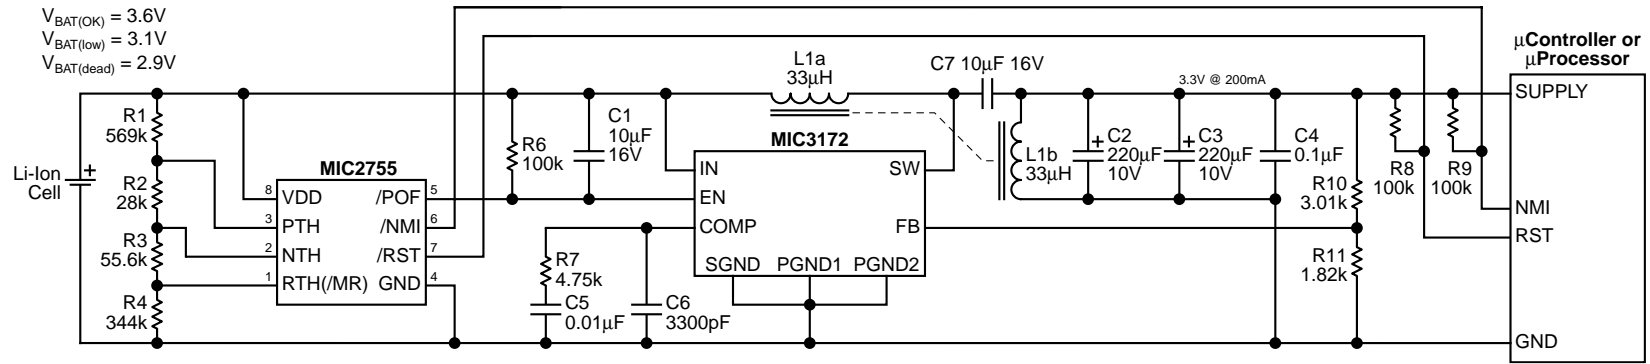 V BAT(OK) = 3.6V
V BAT(low) = 3.1V
V BAT(dead) = 2.9V
Li-Ion
Cell
+
R1
569k
R2
28k
R3
55.6k
R4
344k
MIC2755
8
VDD
3
PTH
2
NTH
1
RTH(/MR)
/POF
5
/NMI
6
/RST
7
GND
4
R6
100k
C1
10µF
16V
R7
4.75k
C5
0.01µF
C6
3300pF
L1a
33µH
MIC3172
IN
EN
COMP
SW
FB
SGND
PGND1
PGND2
C7 10µF 16V
L1b
33µH
3.3V @ 200mA
+
C2
220µF
10V
+
C3
220µF
10V
C4
0.1µF
R10
3.01k
R11
1.82k
R8
100k
R9
100k
µController or
µProcessor
SUPPLY
NMI
RST
GND